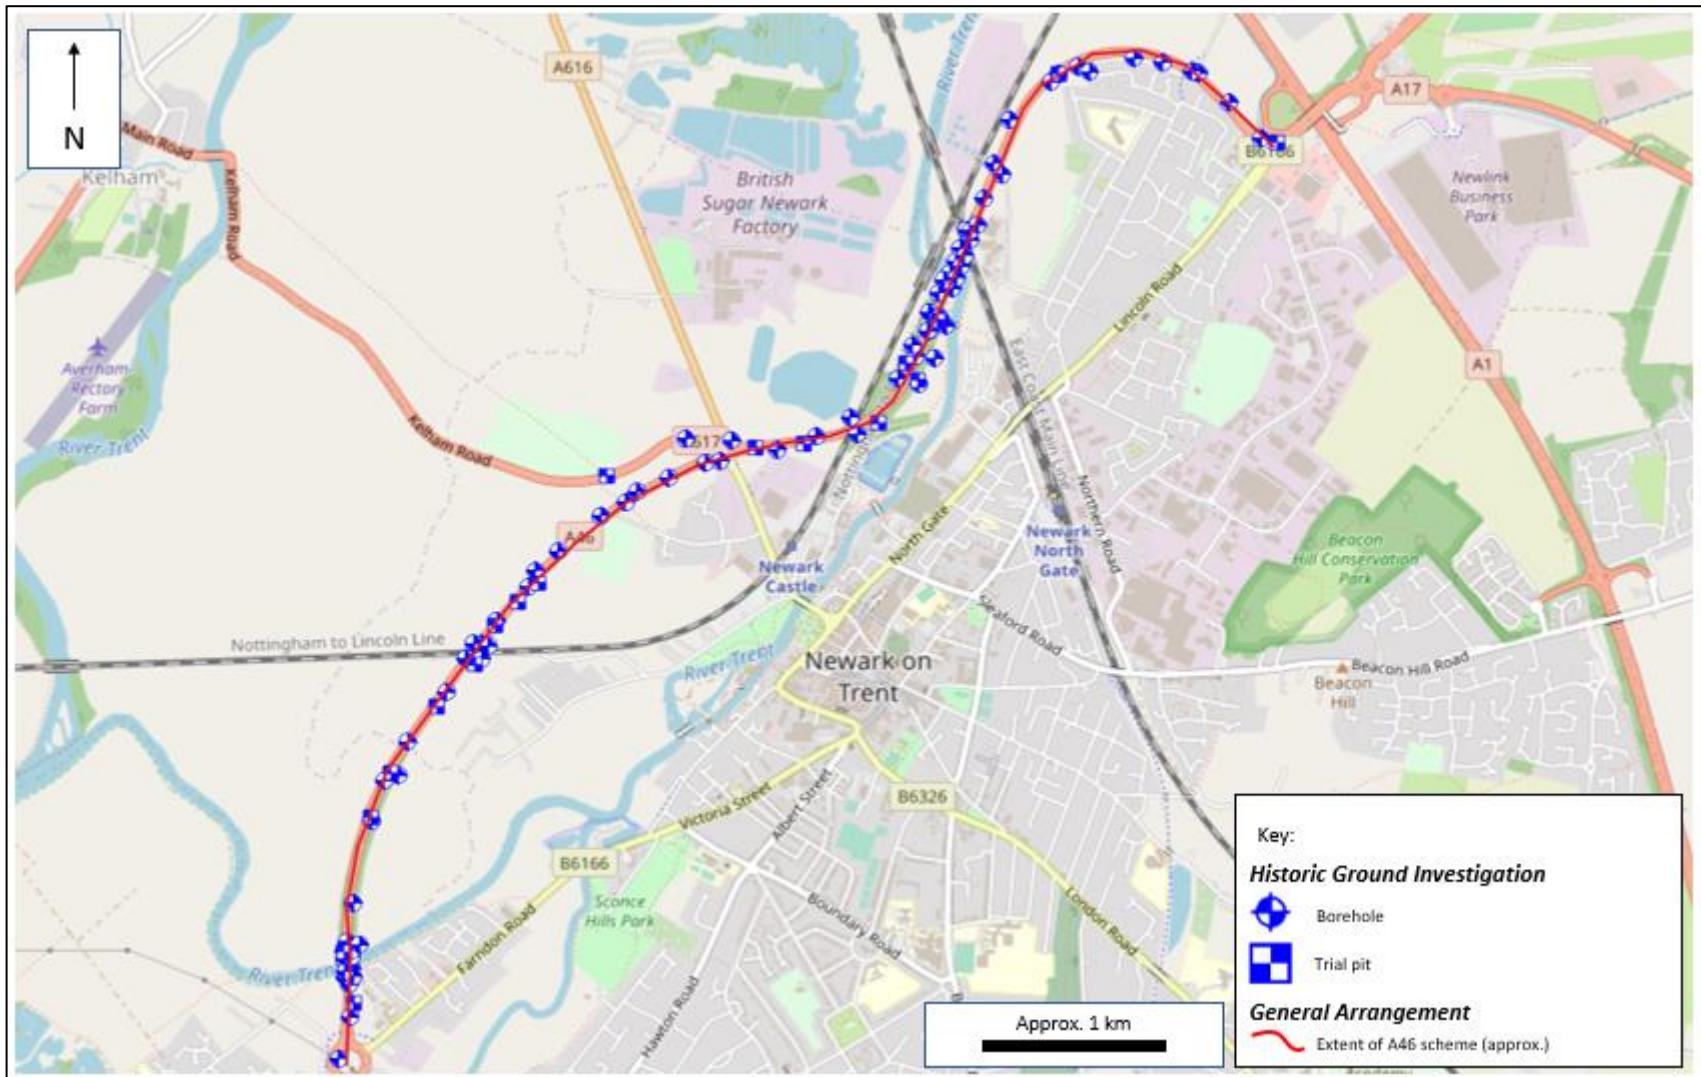 N
A616
River Trent
A17
Main Road
Kelham
Kelham Road
British
Sugar Newark
Factory
B6166
Newlink
Business
Park
Lincoln Road
Averham
Rectory
Farm
River Trent
A1
Kelham Road
East Coast Main Line
Northern Road
A46
Newark
Castle
North Gate
Newark
North
Gate
Beacon
Hill Conservation
Park
Sleaford Road
Nottingham to Lincoln Line
River Trent
Newark on
Trent
Beacon Hill Road
Beacon
Hill
Victoria Street
Albert Street
B6326
B6166
Sconce
Hills Park
Farndon Road
Boundary Road
London Road
River Trent
Hawton Road
Approx. 1 km
Key:
Historic Ground Investigation
Borehole
Trial pit
General Arrangement
Extent of A46 scheme (approx.)